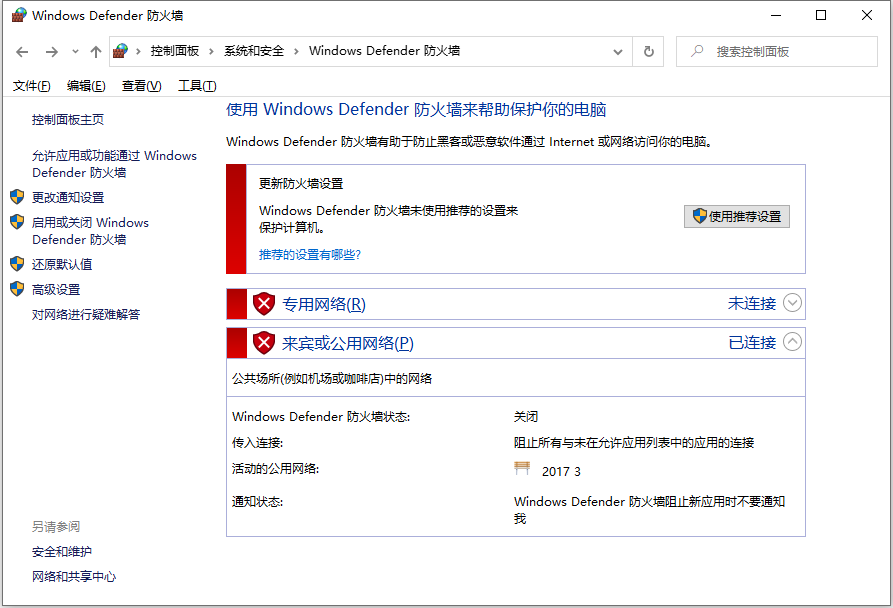 Windows Defender 防火墙
控制面板 › 系统和安全 › Windows Defender 防火墙
搜索控制面板
文件(F) 编辑(E) 查看(V) 工具(T)
控制面板主页
允许应用或功能通过 Windows
Defender 防火墙
更改通知设置
启用或关闭 Windows
Defender 防火墙
还原默认值
高级设置
对网络进行疑难解答
另请参阅
安全和维护
网络和共享中心
使用 Windows Defender 防火墙来帮助保护你的电脑
Windows Defender 防火墙有助于防止黑客或恶意软件通过 Internet 或网络访问你的电脑。
更新防火墙设置
Windows Defender 防火墙未使用推荐的设置来
保护计算机。
使用推荐设置
推荐的设置有哪些?
专用网络(R) 未连接
来宾或公用网络(P) 已连接
公共场所(例如机场或咖啡店)中的网络
Windows Defender 防火墙状态: 关闭
传入连接: 阻止所有与未在允许应用列表中的应用的连接
活动的公用网络: 2017 3
通知状态: Windows Defender 防火墙阻止新应用时不要通知
我